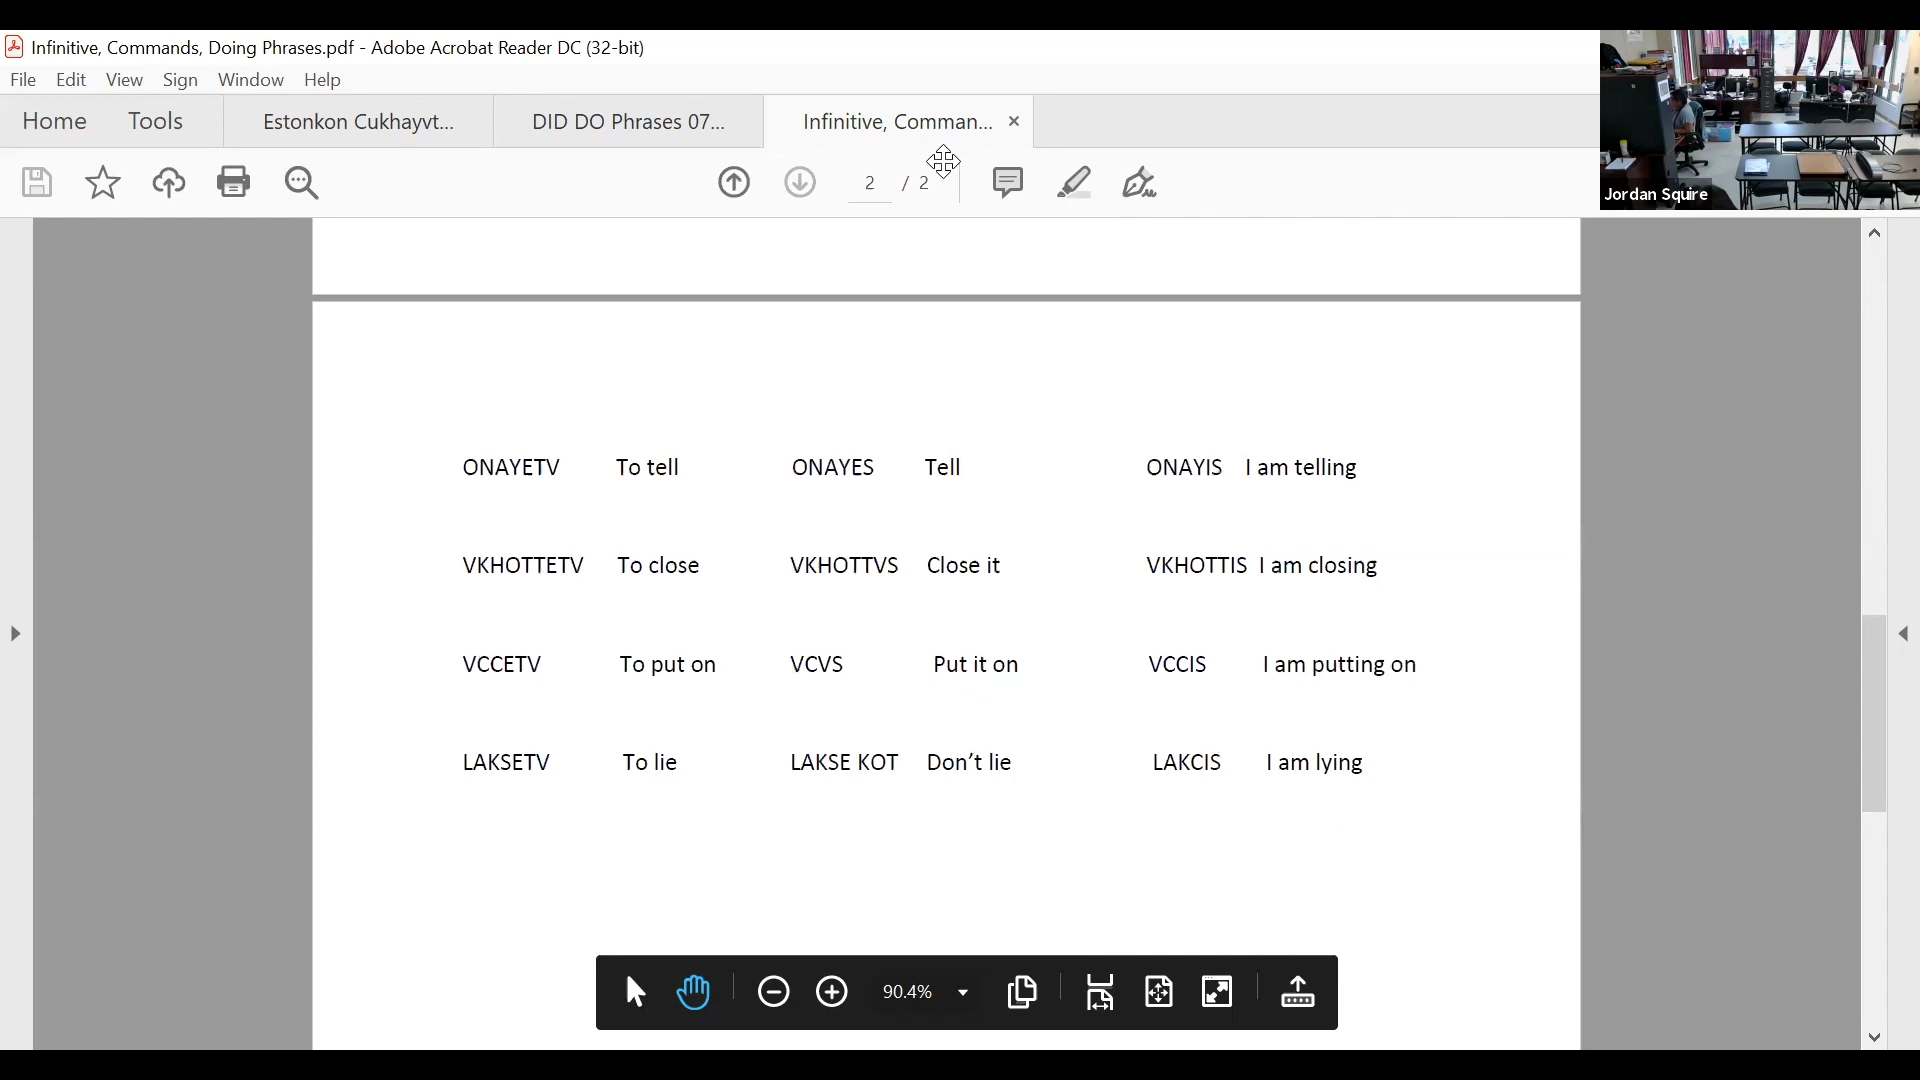 Infinitive, Commands, Doing Phrases.pdf - Adobe Acrobat Reader DC (32-bit)
File Edit View Sign Window Help
Home Tools Estonkon Cukhayvt... DID DO Phrases 07... Infinitive, Comman... ×
2 / 2
Jordan Squire
ONAYETV To tell ONAYES Tell ONAYIS I am telling
VKHOTTETV To close VKHOTTVS Close it VKHOTTIS I am closing
VCCETV To put on VCVS Put it on VCCIS I am putting on
LAKSETV To lie LAKSE KOT Don’t lie LAKCIS I am lying
90.4%